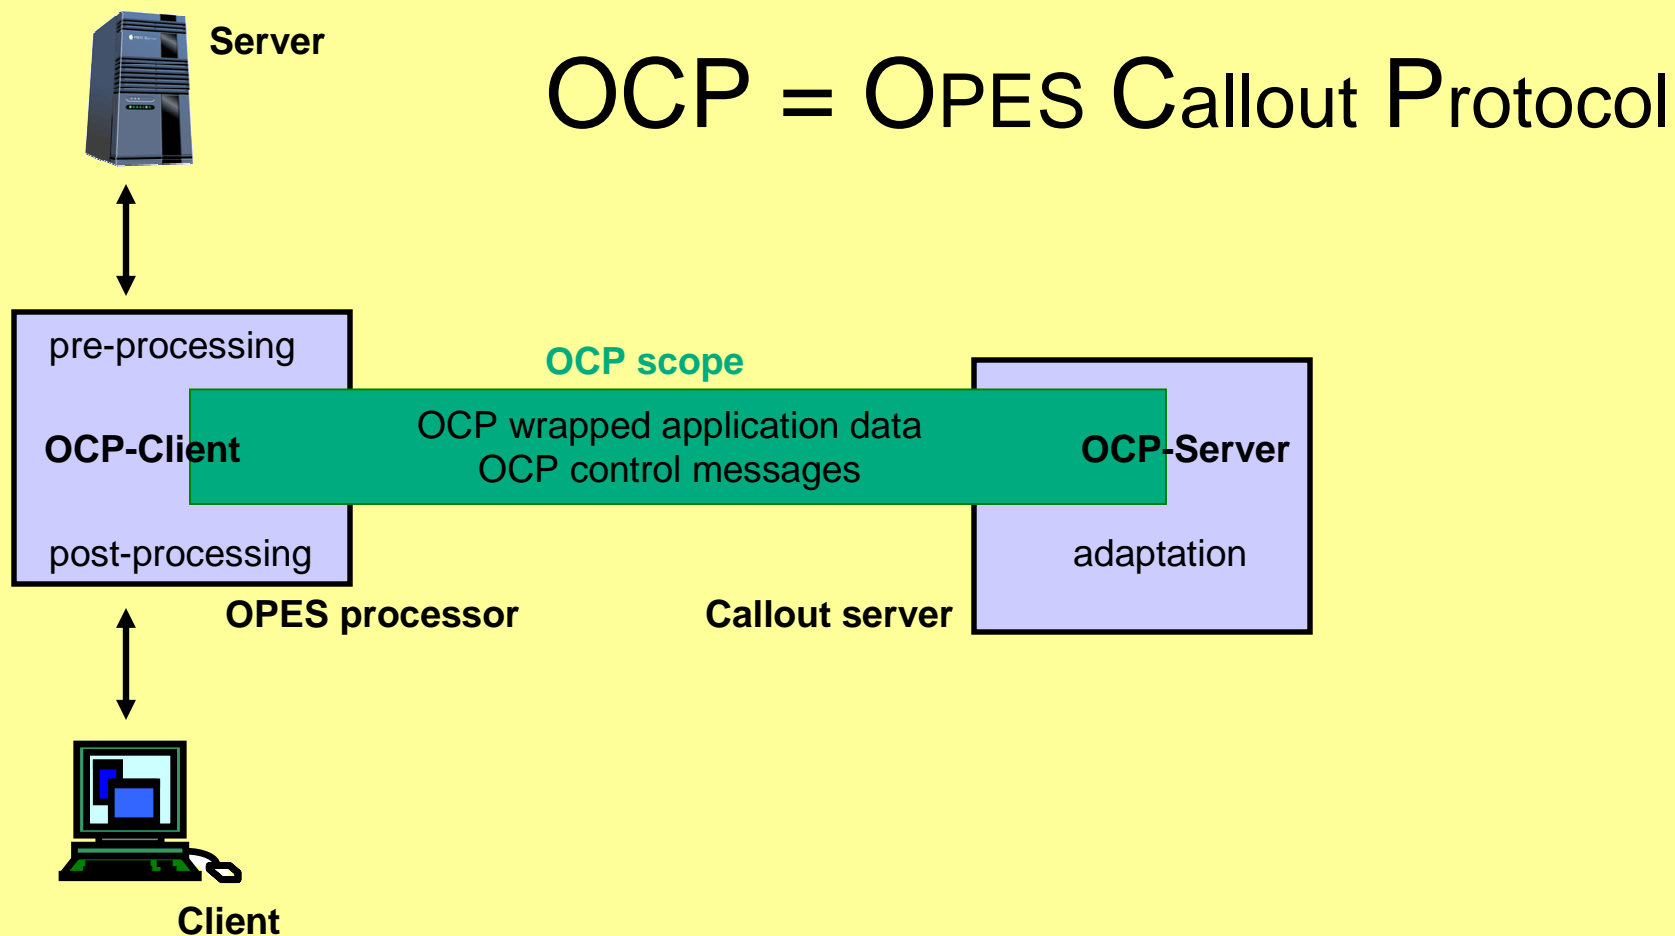 Server
OCP = OPES Callout Protocol
pre-processing
OCP scope
OCP wrapped application data
OCP-Client
OCP-Server
OCP control messages
post-processing
adaptation
OPES processor
Callout server
Client